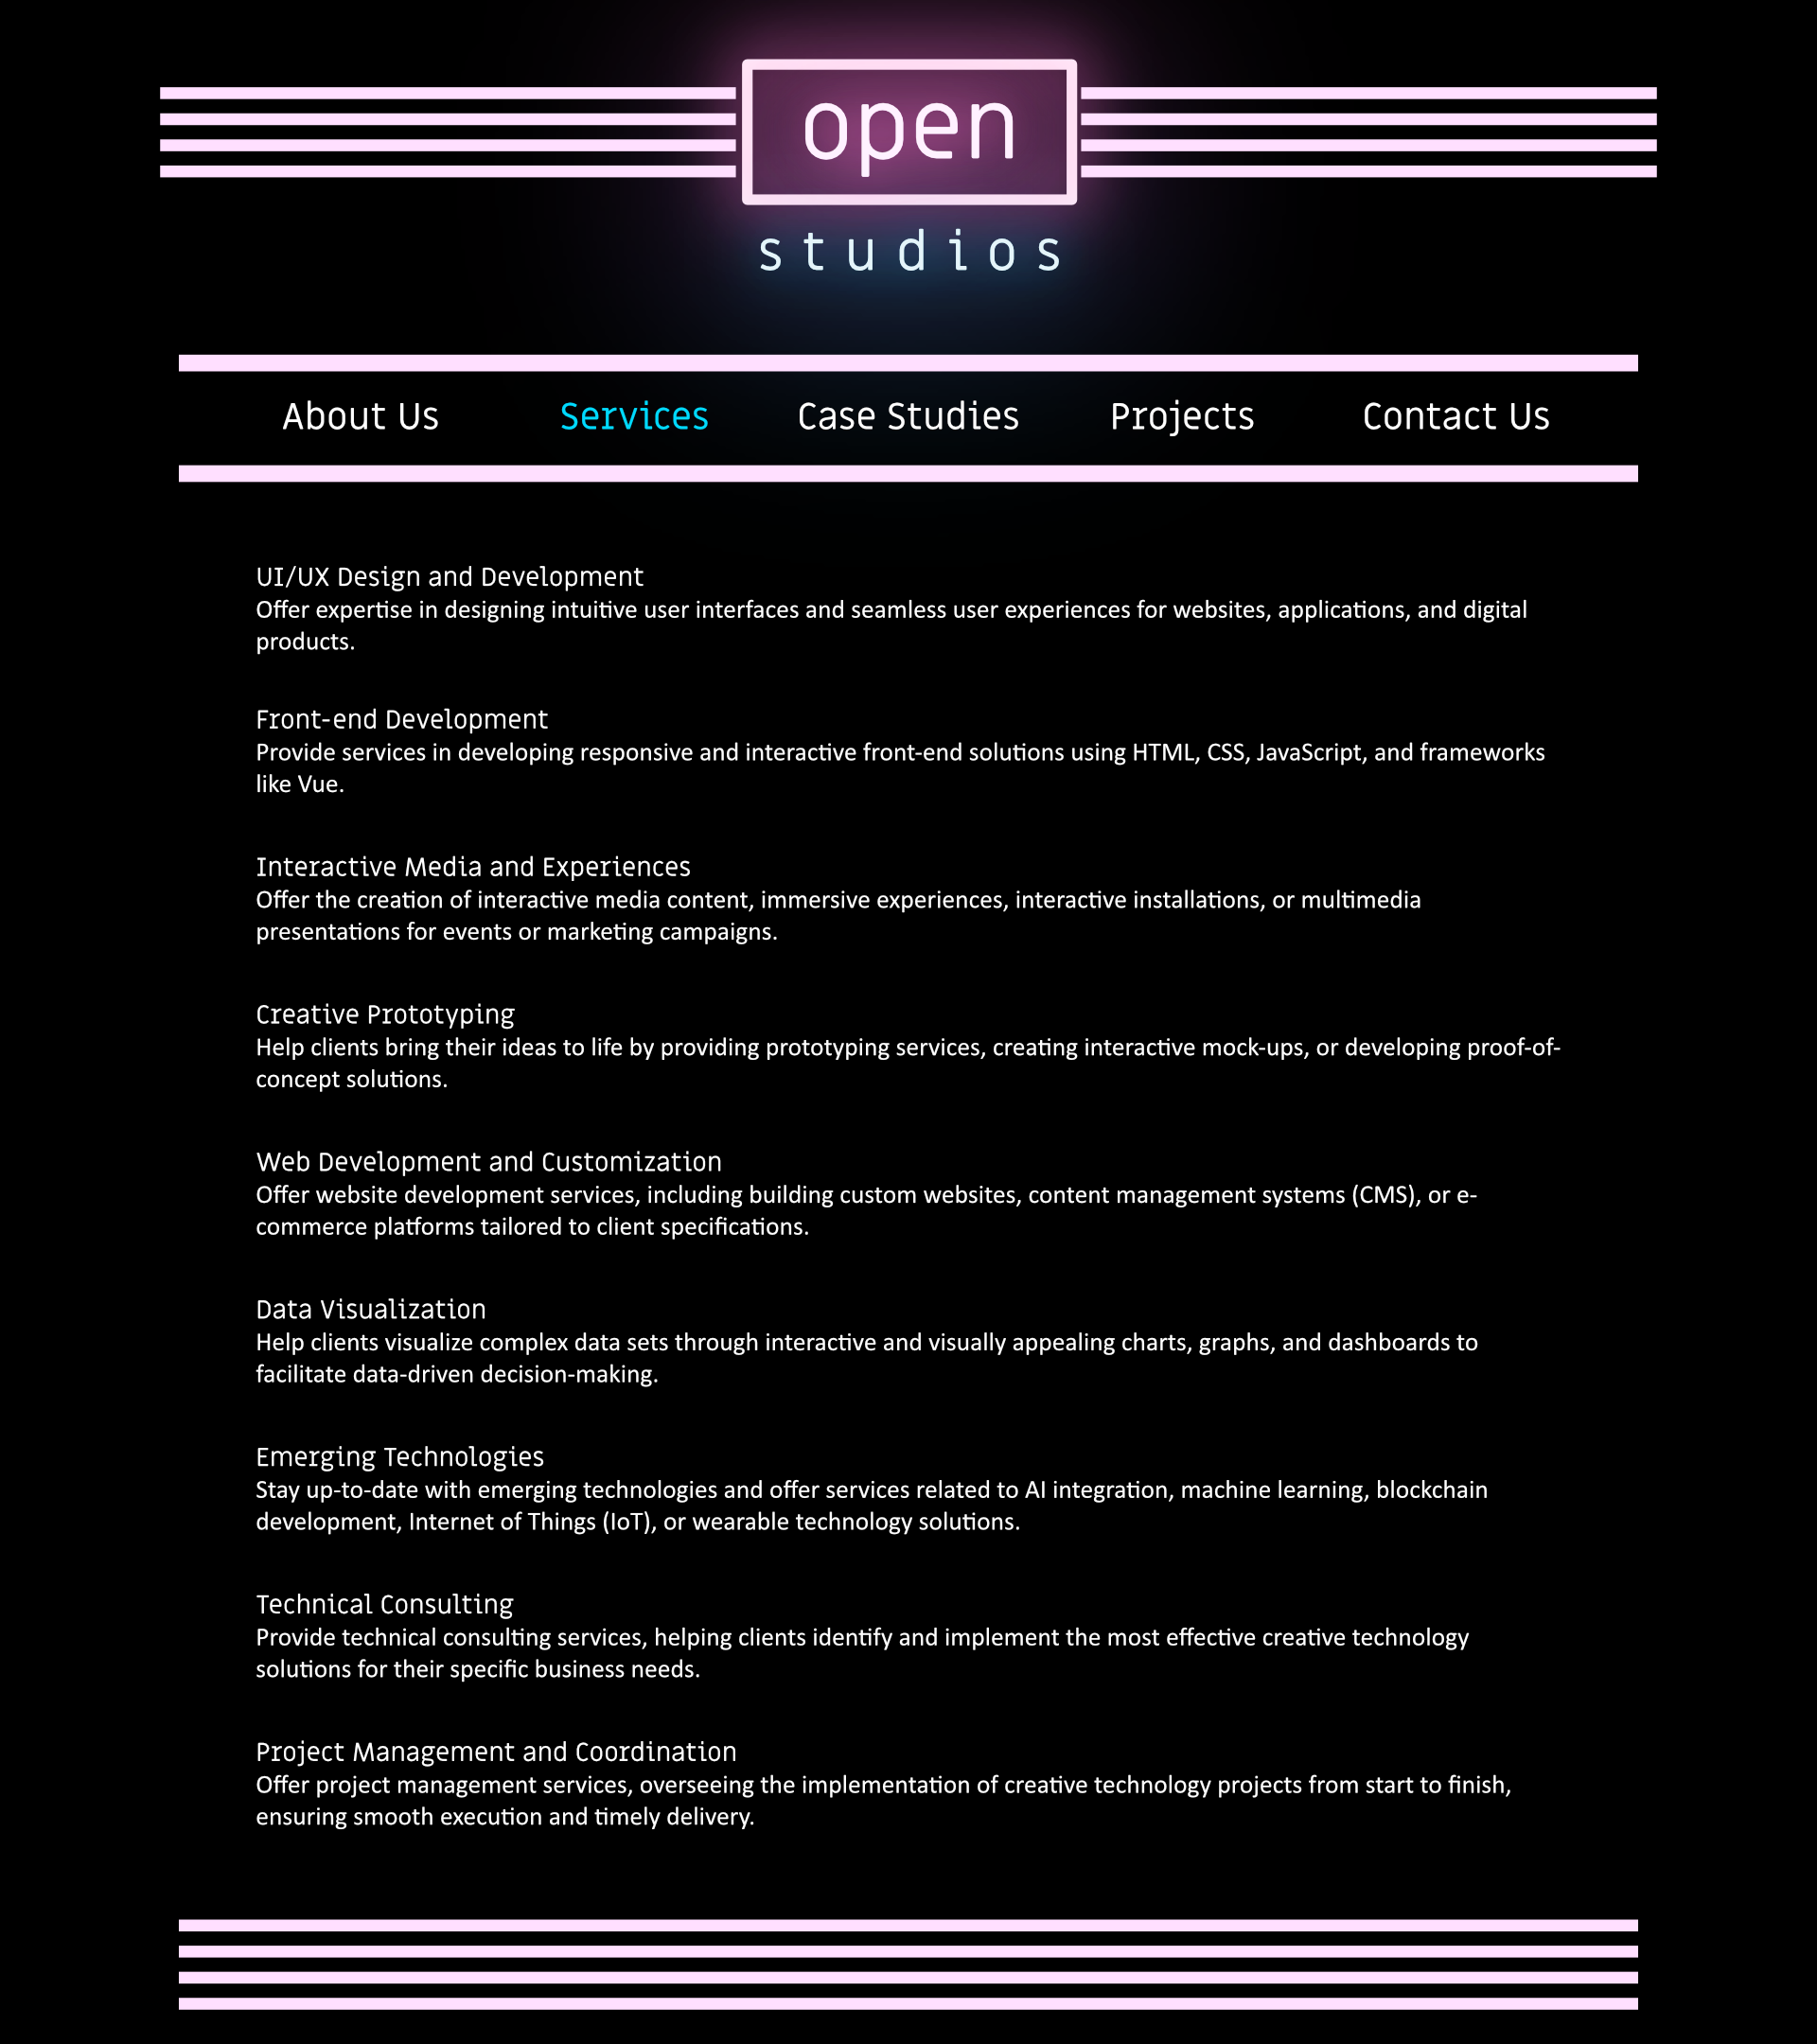 open
studios
About Us Services Case Studies Projects Contact Us
UI/UX Design and Development
Offer expertise in designing intuitive user interfaces and seamless user experiences for websites, applications, and digital
products.
Front-end Development
Provide services in developing responsive and interactive front-end solutions using HTML, CSS, JavaScript, and frameworks
like Vue.
Interactive Media and Experiences
Offer the creation of interactive media content, immersive experiences, interactive installations, or multimedia
presentations for events or marketing campaigns.
Creative Prototyping
Help clients bring their ideas to life by providing prototyping services, creating interactive mock-ups, or developing proof-of-
concept solutions.
Web Development and Customization
Offer website development services, including building custom websites, content management systems (CMS), or e-
commerce platforms tailored to client specifications.
Data Visualization
Help clients visualize complex data sets through interactive and visually appealing charts, graphs, and dashboards to
facilitate data-driven decision-making.
Emerging Technologies
Stay up-to-date with emerging technologies and offer services related to AI integration, machine learning, blockchain
development, Internet of Things (IoT), or wearable technology solutions.
Technical Consulting
Provide technical consulting services, helping clients identify and implement the most effective creative technology
solutions for their specific business needs.
Project Management and Coordination
Offer project management services, overseeing the implementation of creative technology projects from start to finish,
ensuring smooth execution and timely delivery.